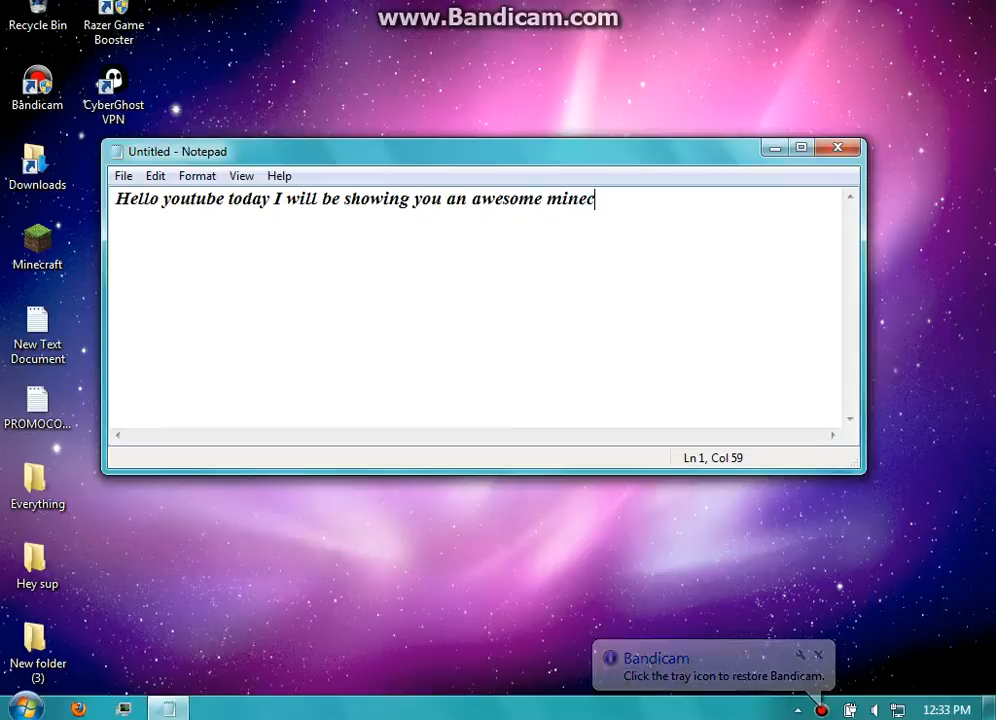 www.Bandicam.com
Recycle Bin
Razer Game
Booster
Bandicam
CyberGhost
VPN
Untitled - Notepad
File Edit Format View Help
Hello youtube today I will be showing you an awesome minec
Downloads
Minecraft
New Text
Document
PROMOCO...
Ln 1, Col 59
Everything
Hey sup
New folder
(3)
Bandicam
Click the tray icon to restore Bandicam.
12:33 PM